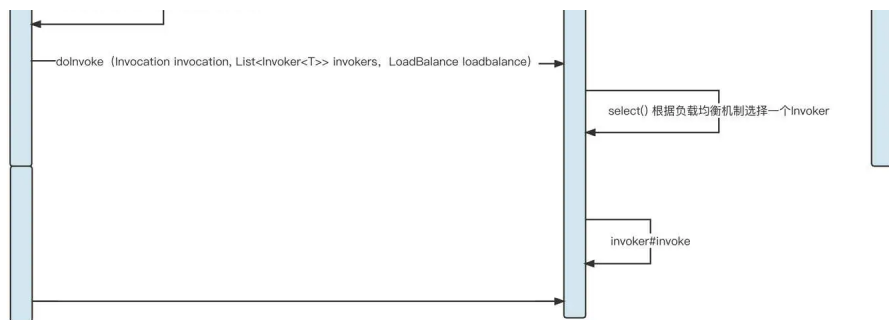 doInvoke（Invocation invocation, List<Invoker<T>> invokers，LoadBalance loadbalance）
select() 根据负载均衡机制选择一个Invoker
invoker#invoke